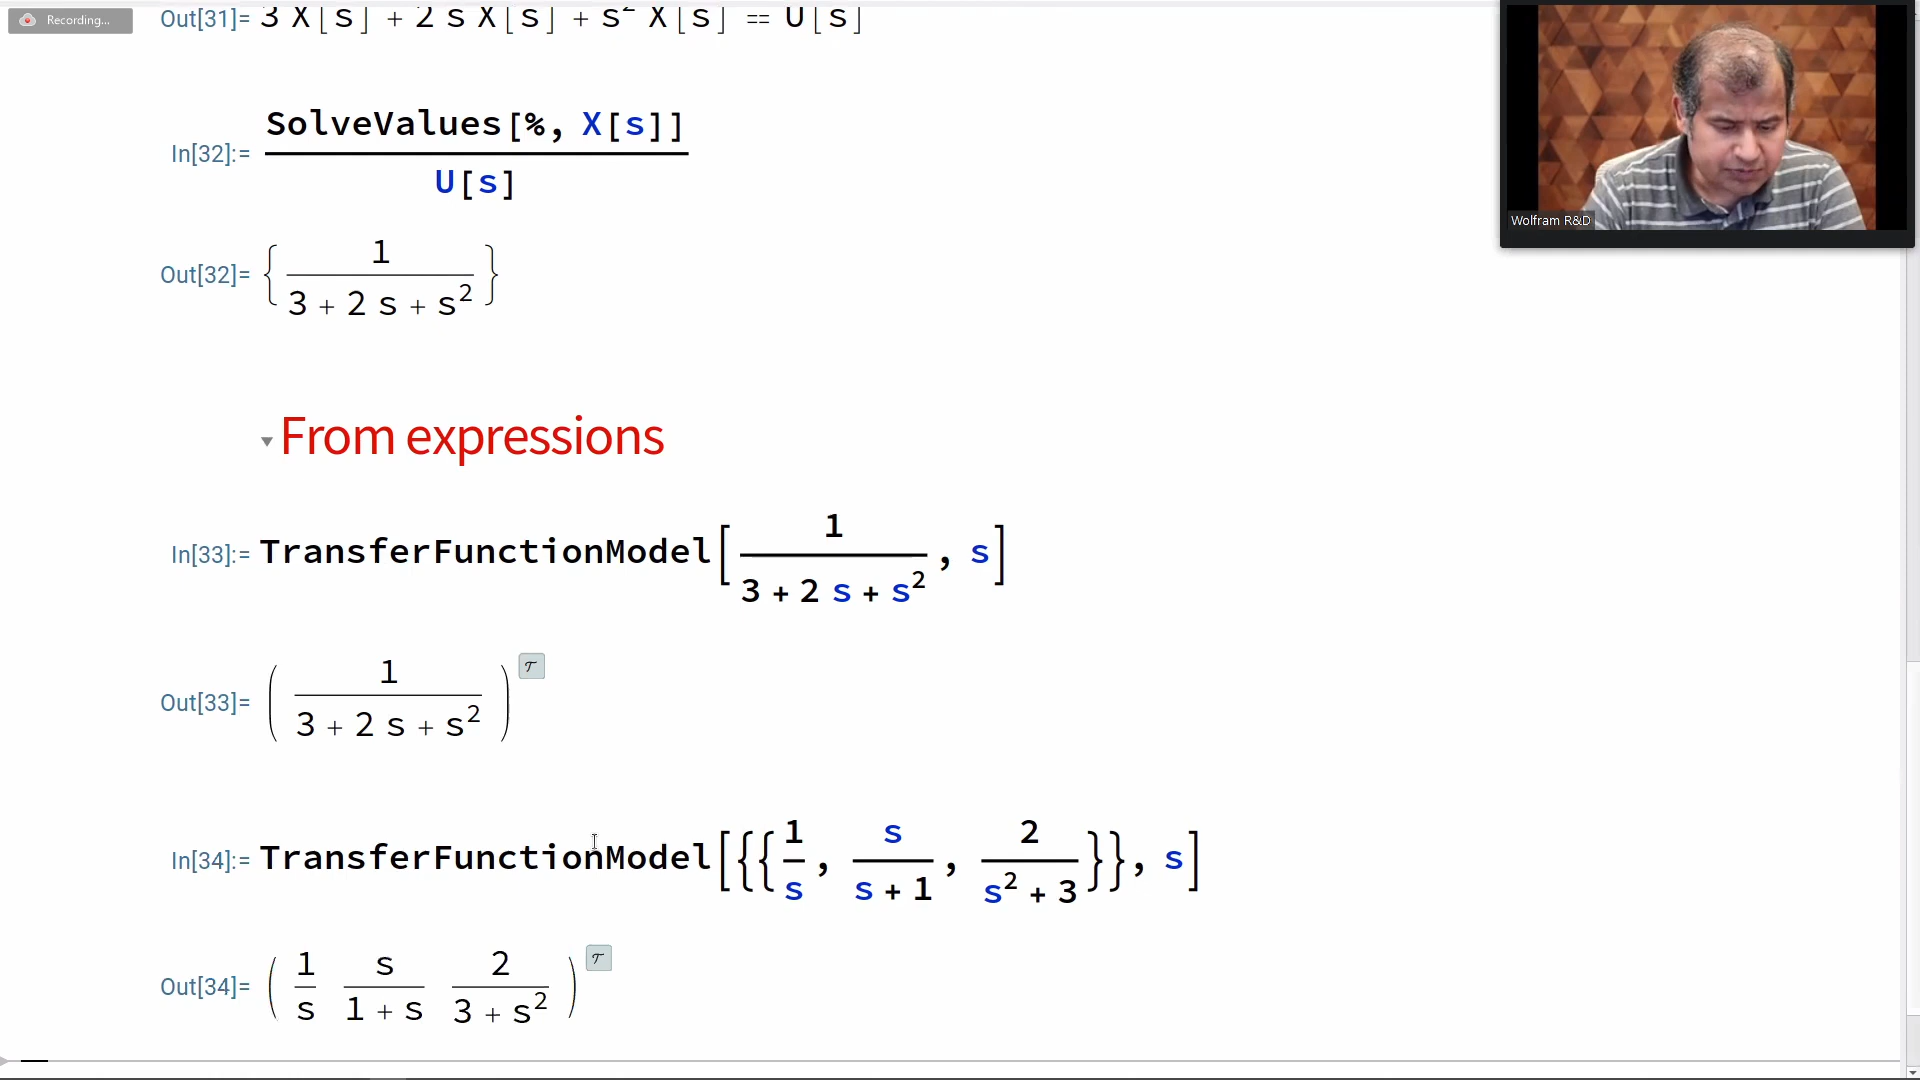 Recording...
Out[31]= 3 X[s] + 2 s X[s] + s² X[s] == U[s]
In[32]:= SolveValues[%, X[s]] / U[s]
Wolfram R&D
Out[32]= {1 / (3 + 2 s + s²)}
From expressions
In[33]:= TransferFunctionModel[1 / (3 + 2 s + s²), s]
Out[33]= (1 / (3 + 2 s + s²)) 𝒯
In[34]:= TransferFunctionModel[{{1/s, s/(s + 1), 2/(s² + 3)}}, s]
Out[34]= (1/s s/(1 + s) 2/(3 + s²)) 𝒯